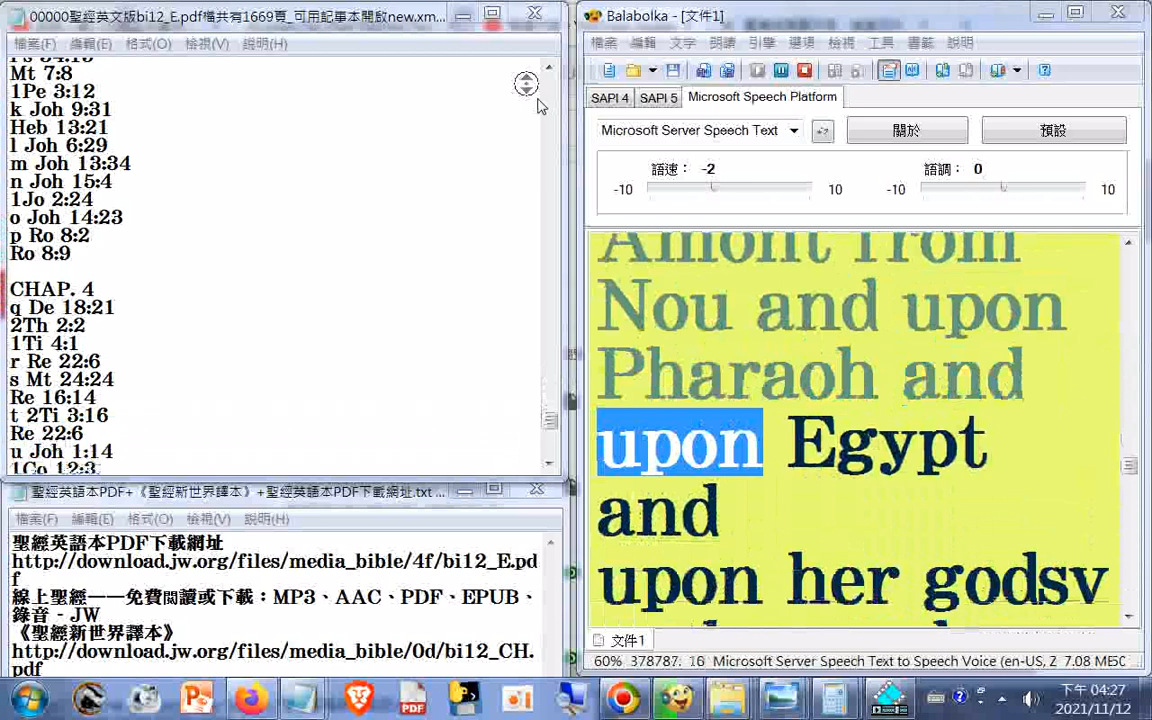 00000聖經英文版bi12_E.pdf檔共有1669頁_可用記事本開啟new.xm...
檔案(F) 編輯(E) 格式(O) 檢視(V) 說明(H)
Mt 7:8
1Pe 3:12
k Joh 9:31
Heb 13:21
l Joh 6:29
m Joh 13:34
n Joh 15:4
1Jo 2:24
o Joh 14:23
p Ro 8:2
Ro 8:9
CHAP. 4
q De 18:21
2Th 2:2
1Ti 4:1
r Re 22:6
s Mt 24:24
Re 16:14
t 2Ti 3:16
Re 22:6
u Joh 1:14
1Co 12:3
聖經英語本PDF+《聖經新世界譯本》+聖經英語本PDF下載網址.txt ...
檔案(F) 編輯(E) 格式(O) 檢視(V) 說明(H)
聖經英語本PDF下載網址
http://download.jw.org/files/media_bible/4f/bi12_E.pd
f
線上聖經——免費閱讀或下載：MP3、AAC、PDF、EPUB、
錄音 - JW
《聖經新世界譯本》
http://download.jw.org/files/media_bible/0d/bi12_CH.
pdf
Balabolka - [文件1]
檔案 編輯 文字 朗讀 引擎 選項 檢視 工具 書籤 說明
SAPI 4 SAPI 5 Microsoft Speech Platform
Microsoft Server Speech Text 關於 預設
語速： -2 語調： 0
-10 10 -10 10
Amont from
Nou and upon
Pharaoh and
upon Egypt
and
upon her godsv
文件1
60% 378787. 16 Microsoft Server Speech Text to Speech Voice (en-US, 2 7.08 МБ
下午 04:27
2021/11/12